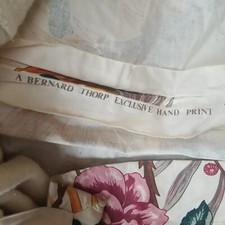 A BERNARD THORP EXCLUSIVE HAND PRINT